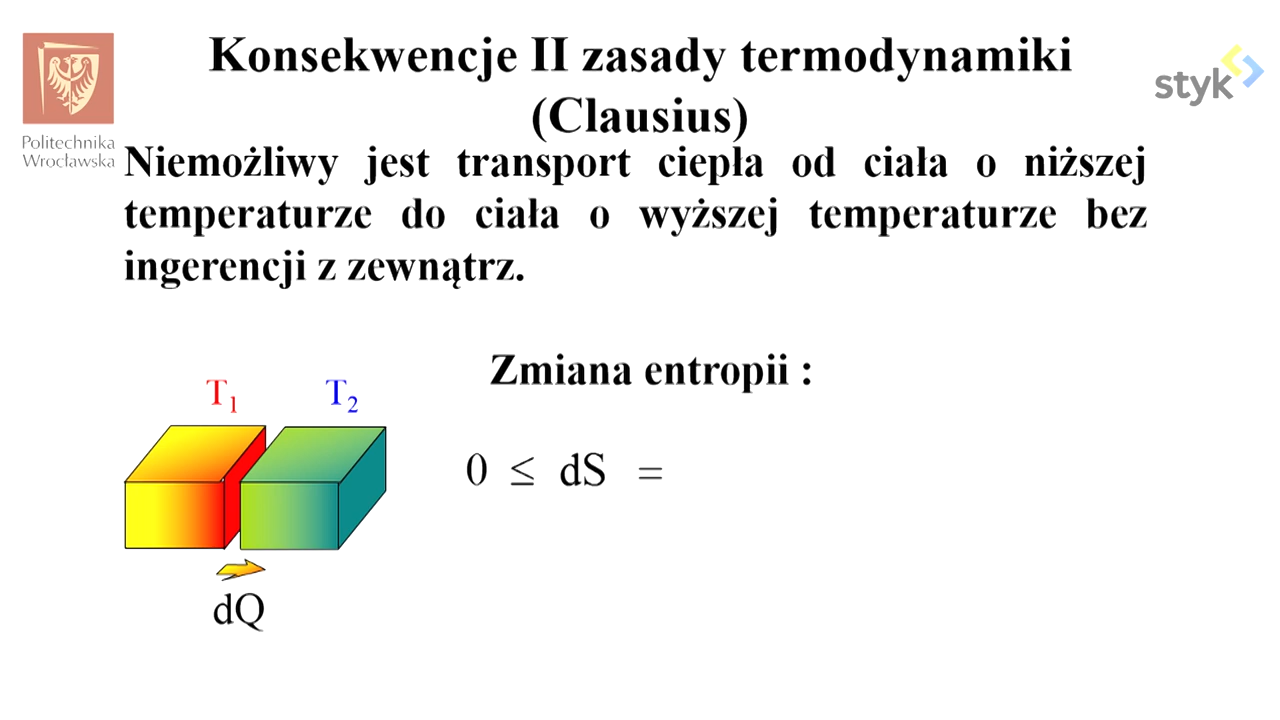 Konsekwencje II zasady termodynamiki
(Clausius)
styk
Politechnika
Wrocławska
Niemożliwy jest transport ciepła od ciała o niższej
temperaturze do ciała o wyższej temperaturze bez
ingerencji z zewnątrz.
Zmiana entropii :
T₁ T₂
0 ≤ dS =
dQ